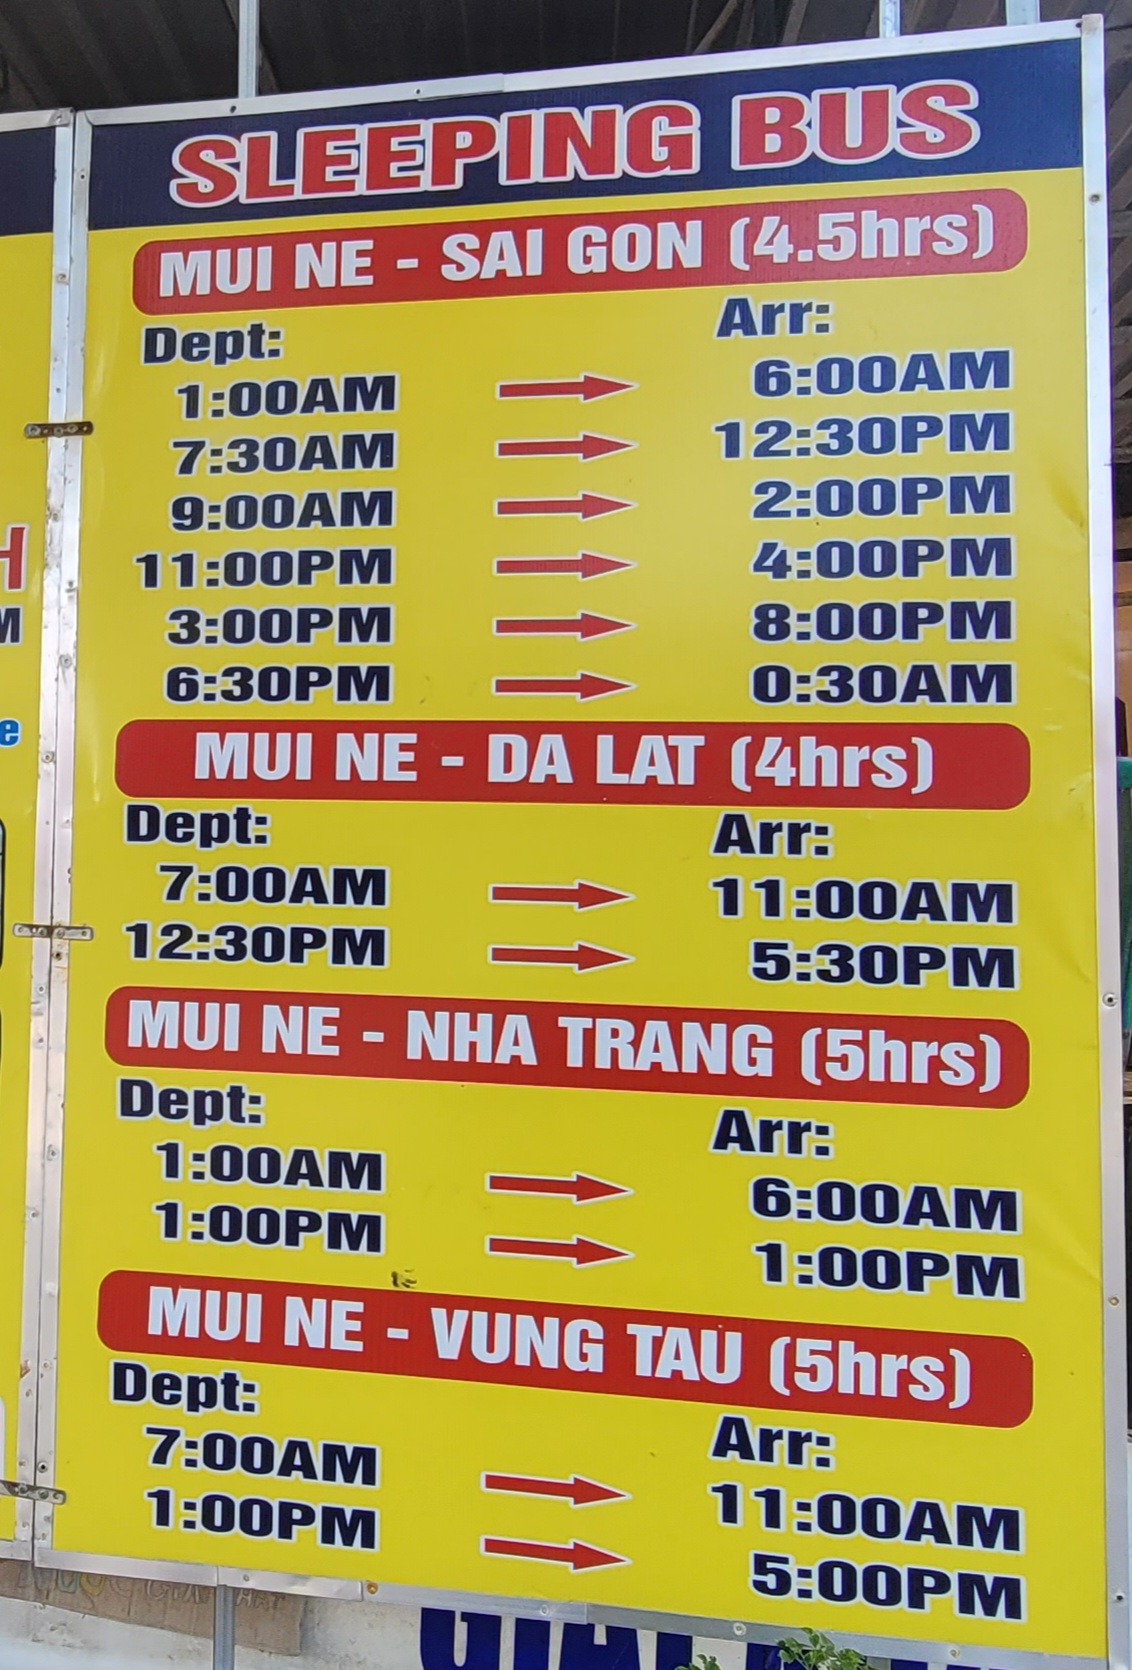 SLEEPING BUS
MUI NE - SAI GON (4.5hrs)
Dept: Arr:
1:00AM 6:00AM
7:30AM 12:30PM
9:00AM 2:00PM
11:00PM 4:00PM
3:00PM 8:00PM
6:30PM 0:30AM
MUI NE - DA LAT (4hrs)
Dept: Arr:
7:00AM 11:00AM
12:30PM 5:30PM
MUI NE - NHA TRANG (5hrs)
Dept: Arr:
1:00AM 6:00AM
1:00PM 1:00PM
MUI NE - VUNG TAU (5hrs)
Dept: Arr:
7:00AM 11:00AM
1:00PM 5:00PM